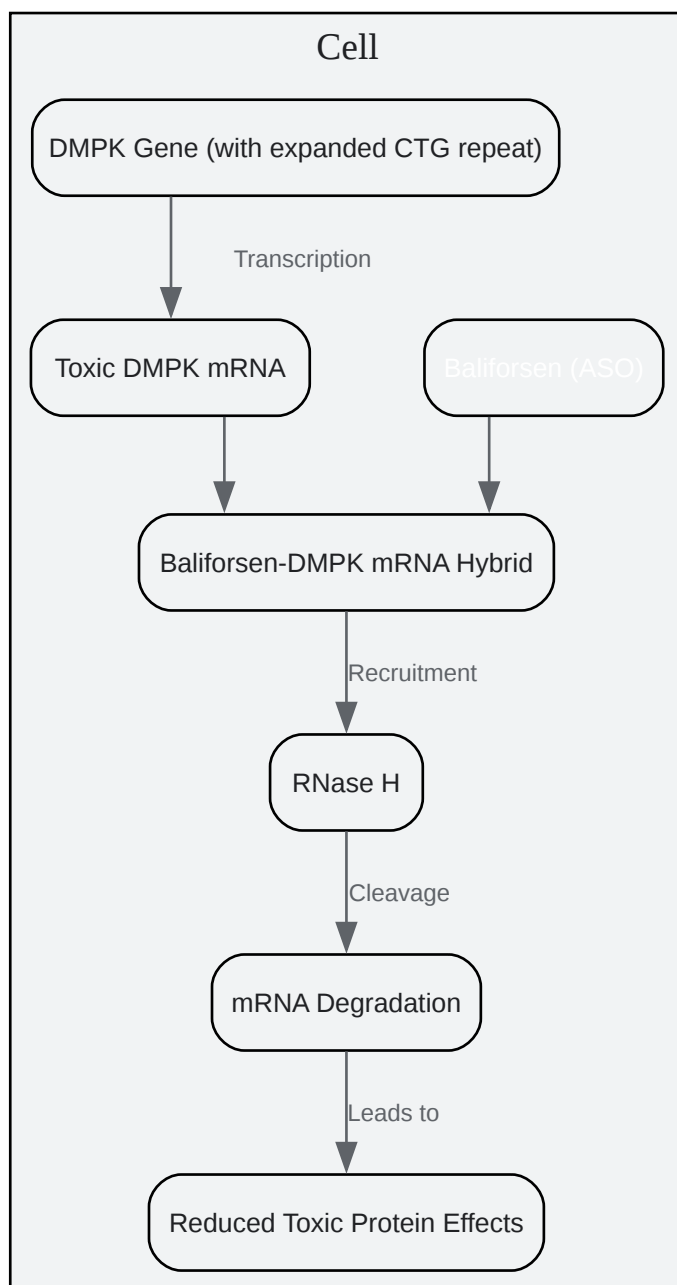 Cell
DMPK Gene (with expanded CTG repeat)
Transcription
Toxic DMPK mRNA
Baliforsen (ASO)
Baliforsen-DMPK mRNA Hybrid
Recruitment
RNase H
Cleavage
mRNA Degradation
Leads to
Reduced Toxic Protein Effects